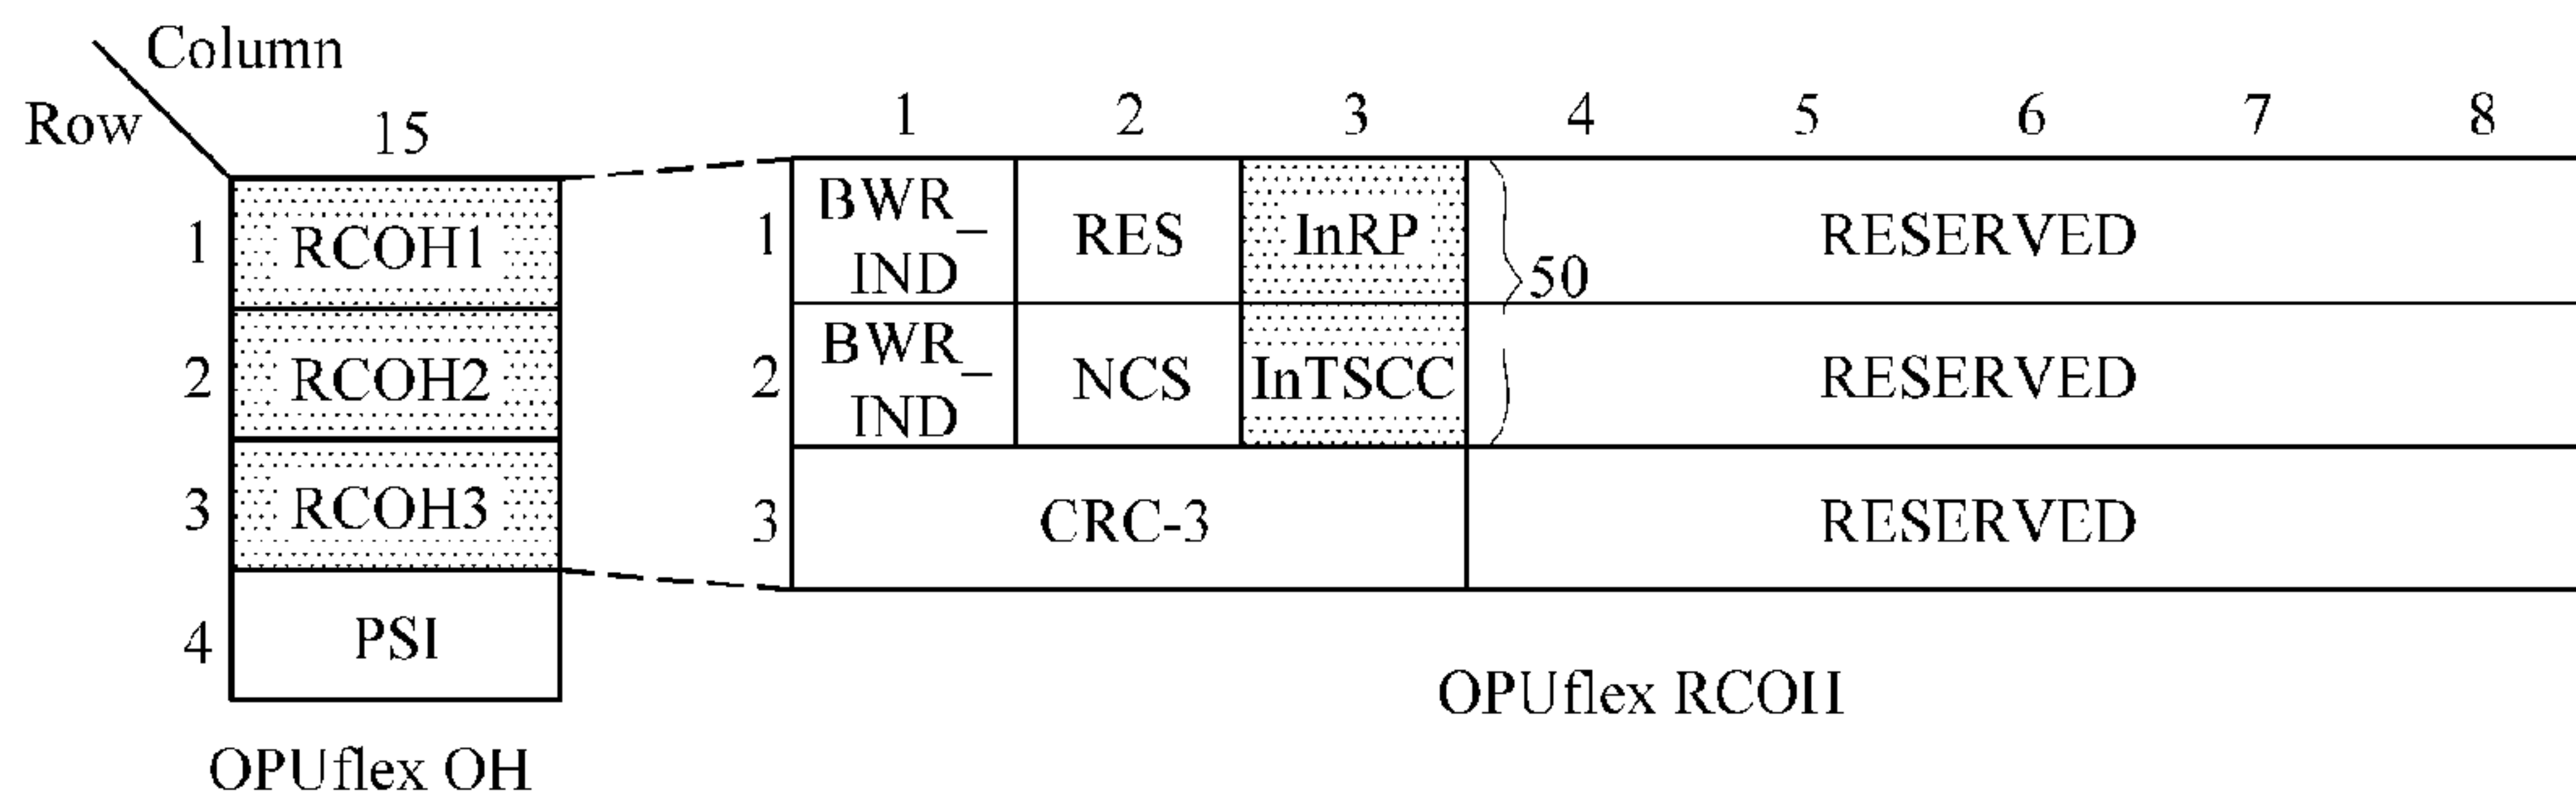 Column
Row
15
1 2 3 4 5 6 7 8
1 RCOH1
2 RCOH2
3 RCOH3
4 PSI
1 BWR_ RES InRP RESERVED
IND
50
2 BWR_ NCS InTSCC RESERVED
IND
3 CRC-3 RESERVED
OPUflex RCOH
OPUflex OH